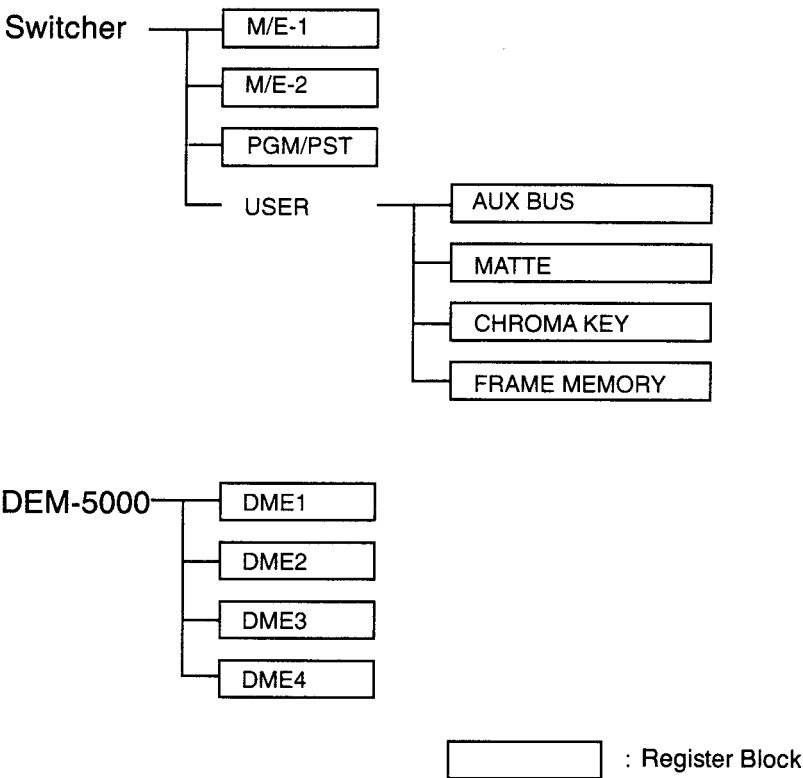 Switcher
M/E-1
M/E-2
PGM/PST
USER
AUX BUS
MATTE
CHROMA KEY
FRAME MEMORY
DEM-5000
DME1
DME2
DME3
DME4
: Register Block